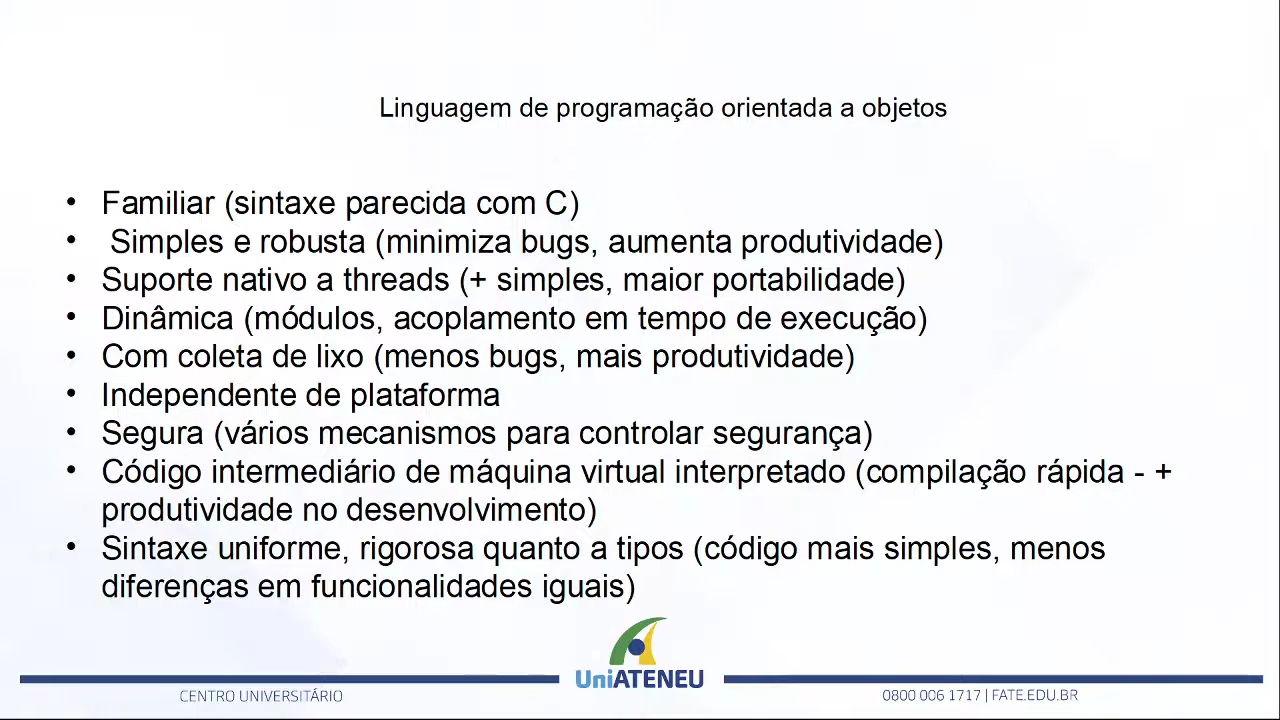 Linguagem de programação orientada a objetos
• Familiar (sintaxe parecida com C)
• Simples e robusta (minimiza bugs, aumenta produtividade)
• Suporte nativo a threads (+ simples, maior portabilidade)
• Dinâmica (módulos, acoplamento em tempo de execução)
• Com coleta de lixo (menos bugs, mais produtividade)
• Independente de plataforma
• Segura (vários mecanismos para controlar segurança)
• Código intermediário de máquina virtual interpretado (compilação rápida - +
produtividade no desenvolvimento)
• Sintaxe uniforme, rigorosa quanto a tipos (código mais simples, menos
diferenças em funcionalidades iguais)
UniATENEU
CENTRO UNIVERSITÁRIO
0800 006 1717 | FATE.EDU.BR